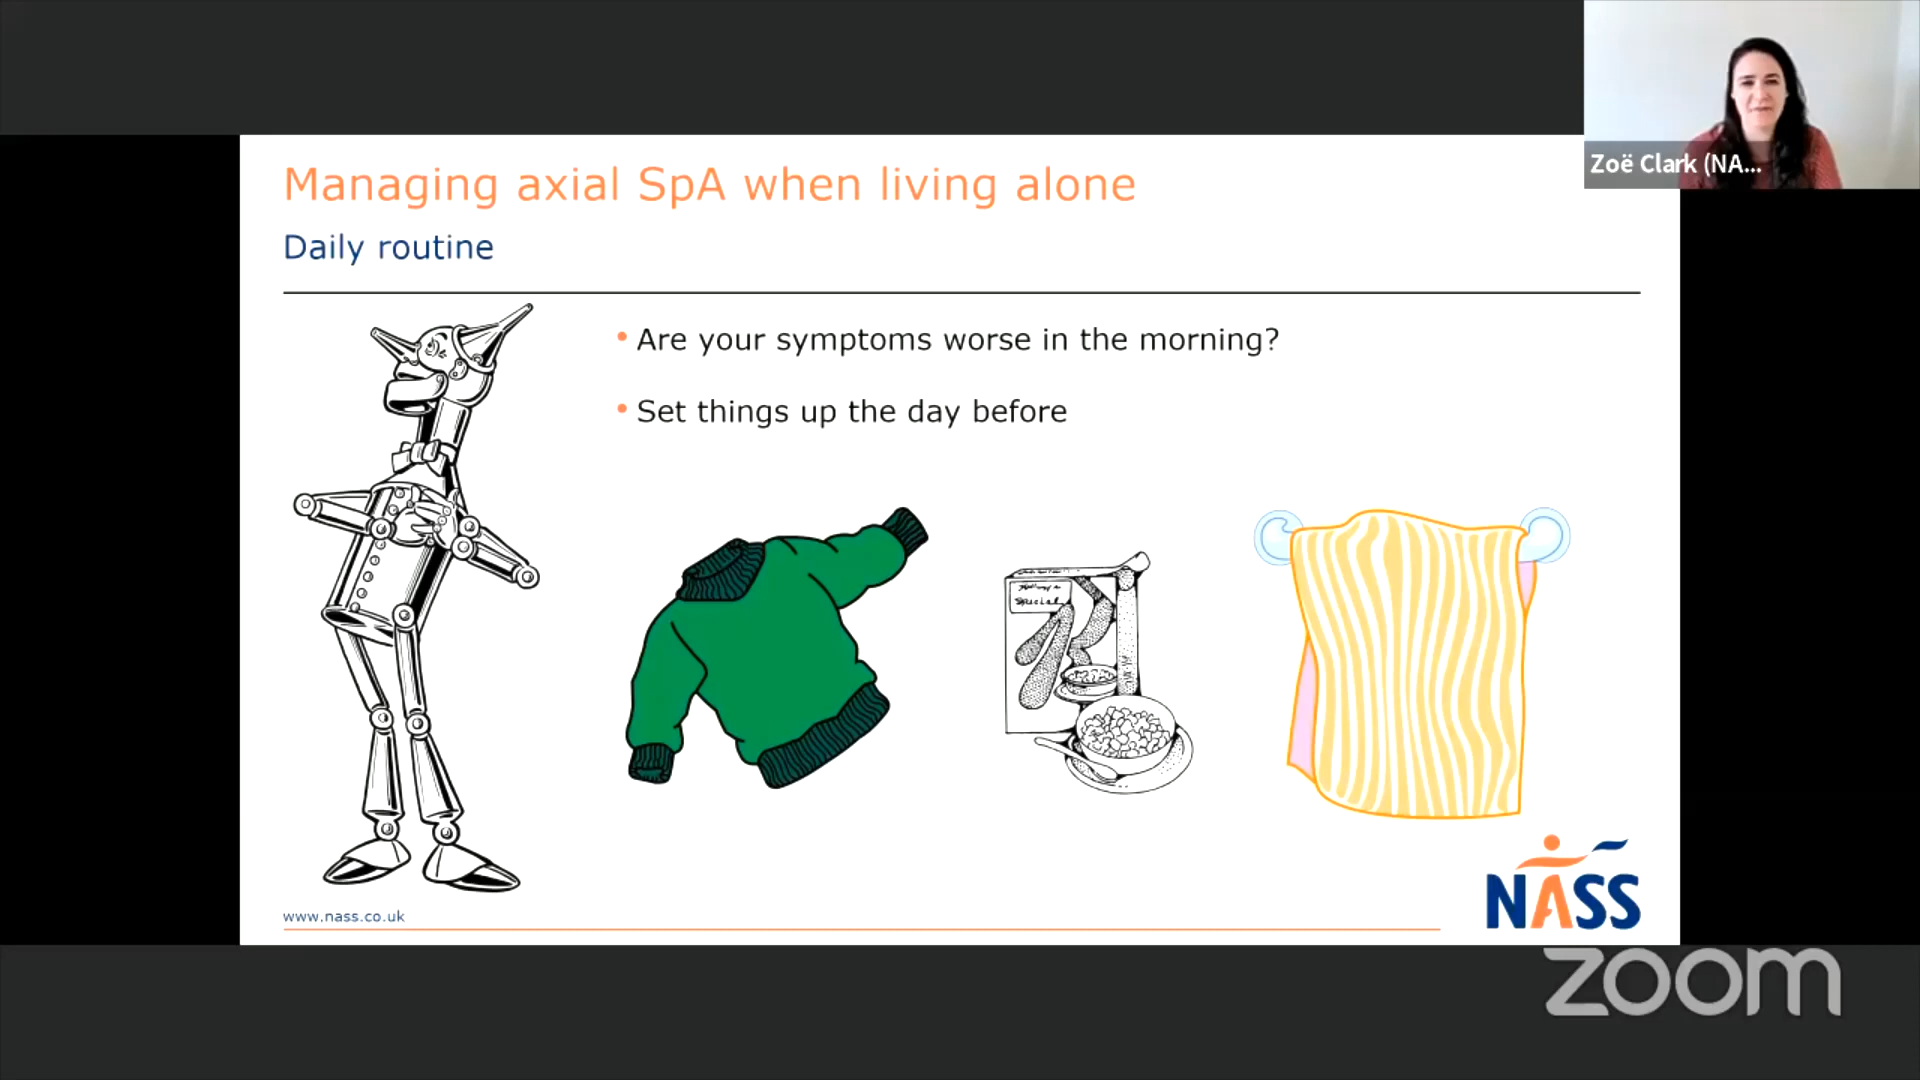 Zoë Clark (NA...
Managing axial SpA when living alone
Daily routine
• Are your symptoms worse in the morning?
• Set things up the day before
Special
www.nass.co.uk
NASS
zoom